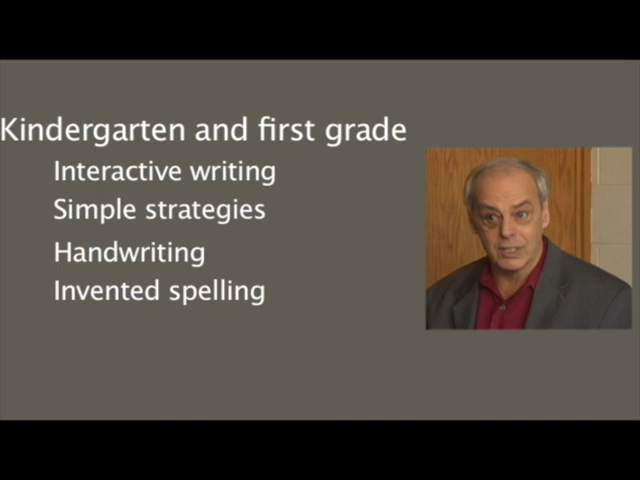 Kindergarten and first grade
Interactive writing
Simple strategies
Handwriting
Invented spelling